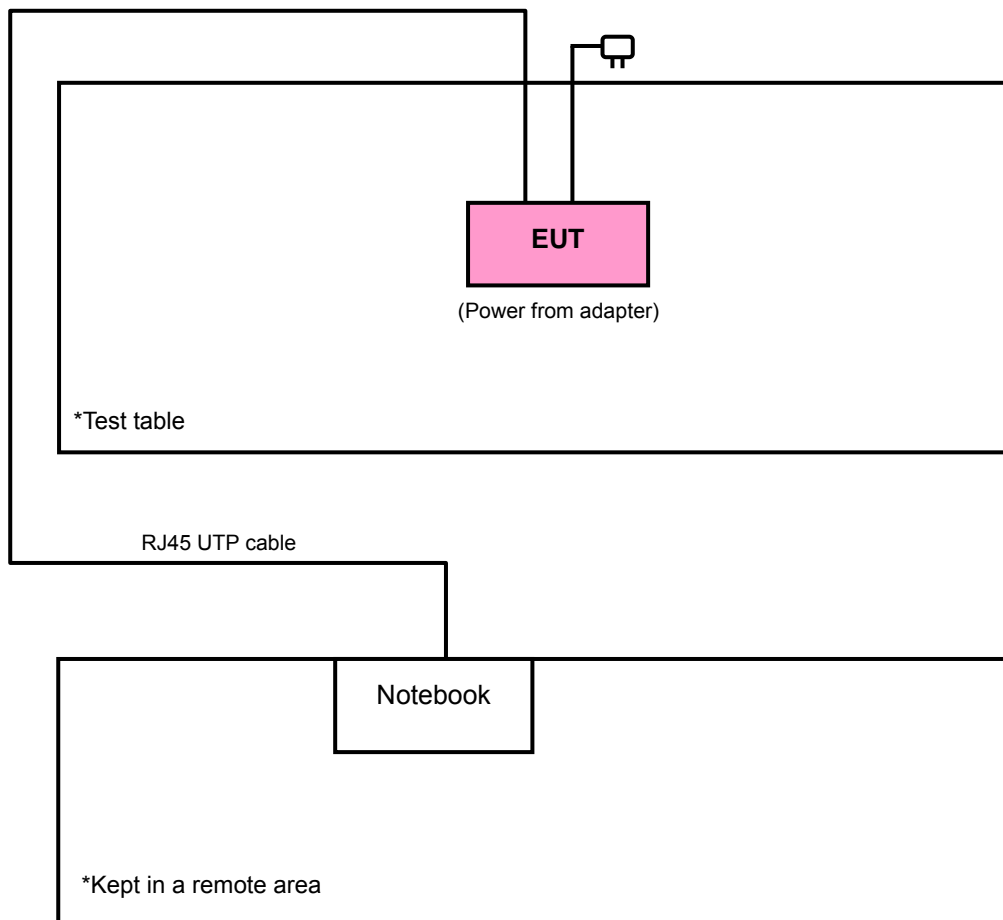 EUT
(Power from adapter)
*Test table
RJ45 UTP cable
Notebook
*Kept in a remote area